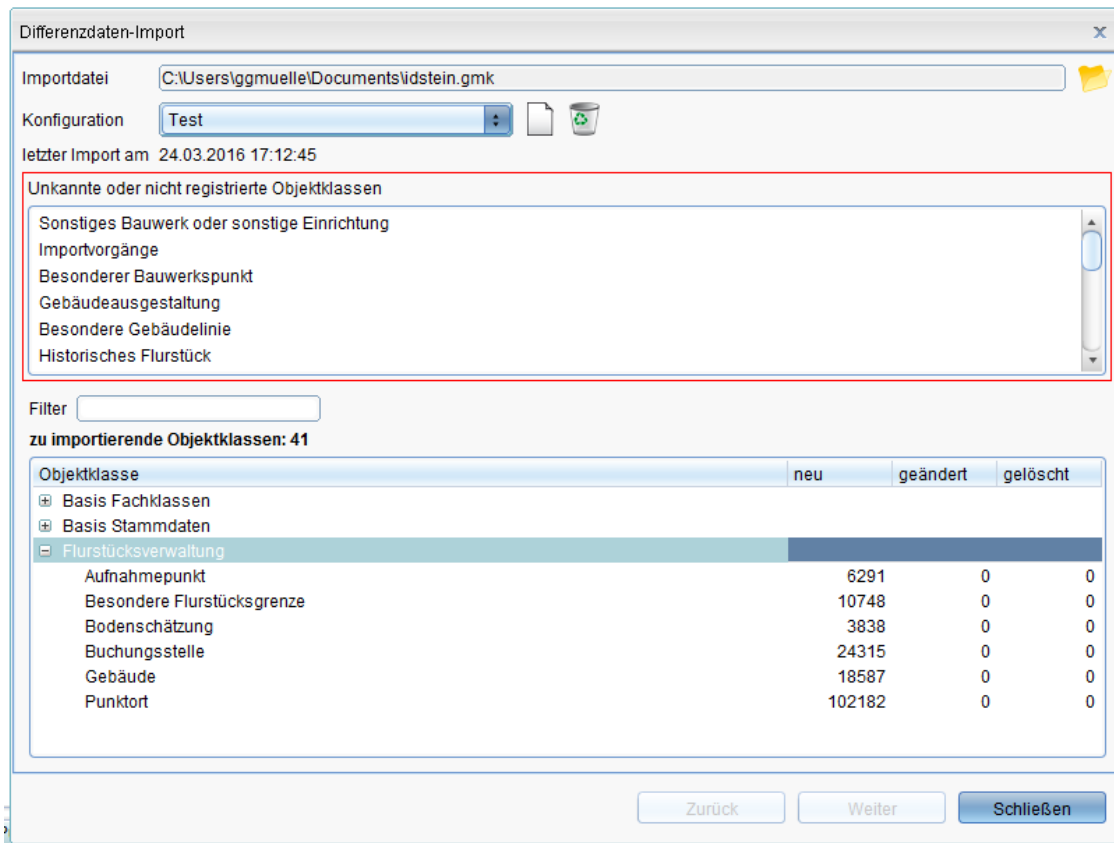 Differenzdaten-Import
Importdatei C:\Users\ggmuelle\Documents\idstein.gmk
Konfiguration Test
letzter Import am 24.03.2016 17:12:45
Unkannte oder nicht registrierte Objektklassen
Sonstiges Bauwerk oder sonstige Einrichtung
Importvorgänge
Besonderer Bauwerkspunkt
Gebäudeausgestaltung
Besondere Gebäudelinie
Historisches Flurstück
Filter
zu importierende Objektklassen: 41
Objektklasse neu geändert gelöscht
Basis Fachklassen
Basis Stammdaten
Flurstücksverwaltung
Aufnahmepunkt 6291 0 0
Besondere Flurstücksgrenze 10748 0 0
Bodenschätzung 3838 0 0
Buchungsstelle 24315 0 0
Gebäude 18587 0 0
Punktort 102182 0 0
Zurück Weiter Schließen